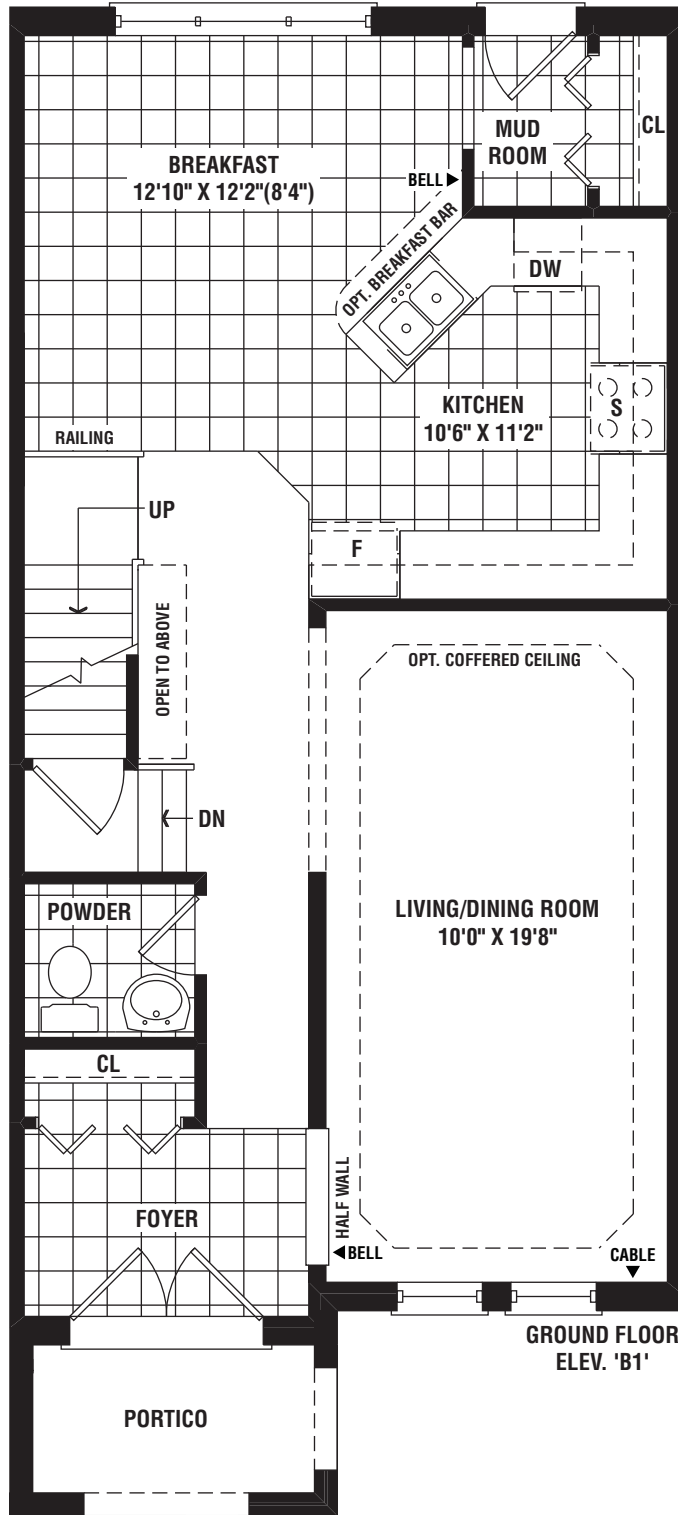 MUD
ROOM
CL
BREAKFAST
12'10" X 12'2"(8'4")
BELL
OPT. BREAKFAST BAR
DW
KITCHEN
10'6" X 11'2"
S
RAILING
UP
F
OPEN TO ABOVE
OPT. COFFERED CEILING
DN
POWDER
LIVING/DINING ROOM
10'0" X 19'8"
CL
HALF WALL
FOYER
BELL
CABLE
GROUND FLOOR
ELEV. 'B1'
PORTICO